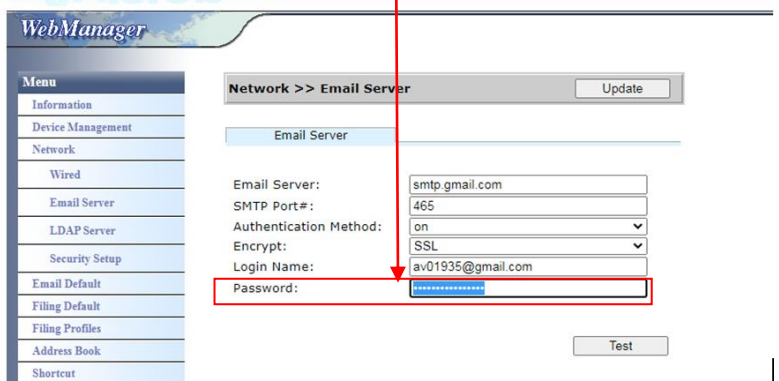 WebManager
Menu
Information
Device Management
Network
Wired
Email Server
LDAP Server
Security Setup
Email Default
Filing Default
Filing Profiles
Address Book
Shortcut
Network >> Email Server
Update
Email Server
Email Server: smtp.gmail.com
SMTP Port#: 465
Authentication Method: on
Encrypt: SSL
Login Name: av01935@gmail.com
Password: ••••••••••••••••
Test